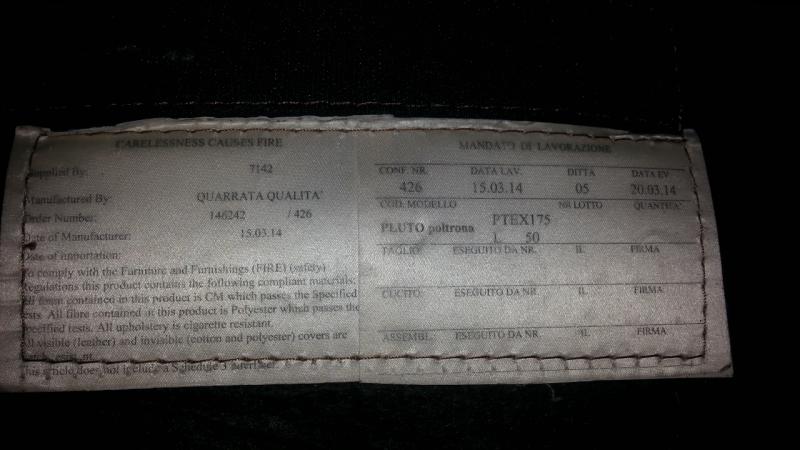 CARELESSNESS CAUSES FIRE
Supplied By: 7142
Manufactured By: QUARRATA QUALITA'
Order Number: 146242 / 426
Date of Manufacturer: 15.03.14
Date of importation:
To comply with the Furniture and Furnishings (FIRE) (safety)
Regulations this product contains the following compliant materials:
All foam contained in this product is CM which passes the Specified
tests. All fibre contained in this product is Polyester which passes the
specified tests. All upholstery is cigarette resistant.
All visible (leather) and invisible (cotton and polyester) covers are
This article does not include a Schedule 3 interliner.
MANDATO DI LAVORAZIONE
CONF. NR. DATA LAV. DITTA DATA EV.
426 15.03.14 05 20.03.14
COD. MODELLO NR LOTTO QUANTITA'
PLUTO poltrona PTEX175
L 50
TAGLIO ESEGUITO DA NR. IL FIRMA
CUCITO ESEGUITO DA NR. IL FIRMA
ASSEMBL. ESEGUITO DA NR. IL FIRMA